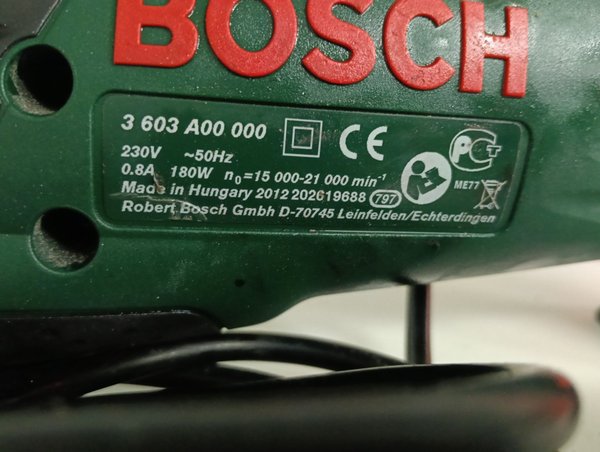 BOSCH
3 603 A00 000 CE
230V ~50Hz
0.8A 180W n₀=15 000-21 000 min⁻¹
Made in Hungary 2012 202619688 797
Robert Bosch Gmbh D-70745 Leinfelden/Echterdingen
PCT
ME77